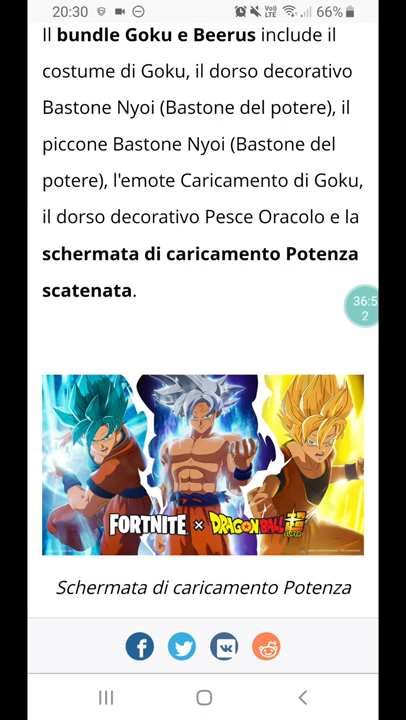 20:30
Vo))
LTE
66%
Il bundle Goku e Beerus include il
costume di Goku, il dorso decorativo
Bastone Nyoi (Bastone del potere), il
piccone Bastone Nyoi (Bastone del
potere), l'emote Caricamento di Goku,
il dorso decorativo Pesce Oracolo e la
schermata di caricamento Potenza
scatenata.
36:5
2
FORTNITE x DRAGON BALL
Schermata di caricamento Potenza